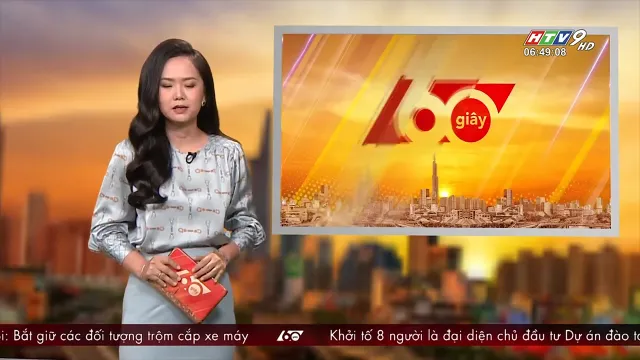 HTV9 HD
06:49:08
60 giây
i: Bắt giữ các đối tượng trộm cắp xe máy 60 Khởi tố 8 người là đại diện chủ đầu tư Dự án đào tạ